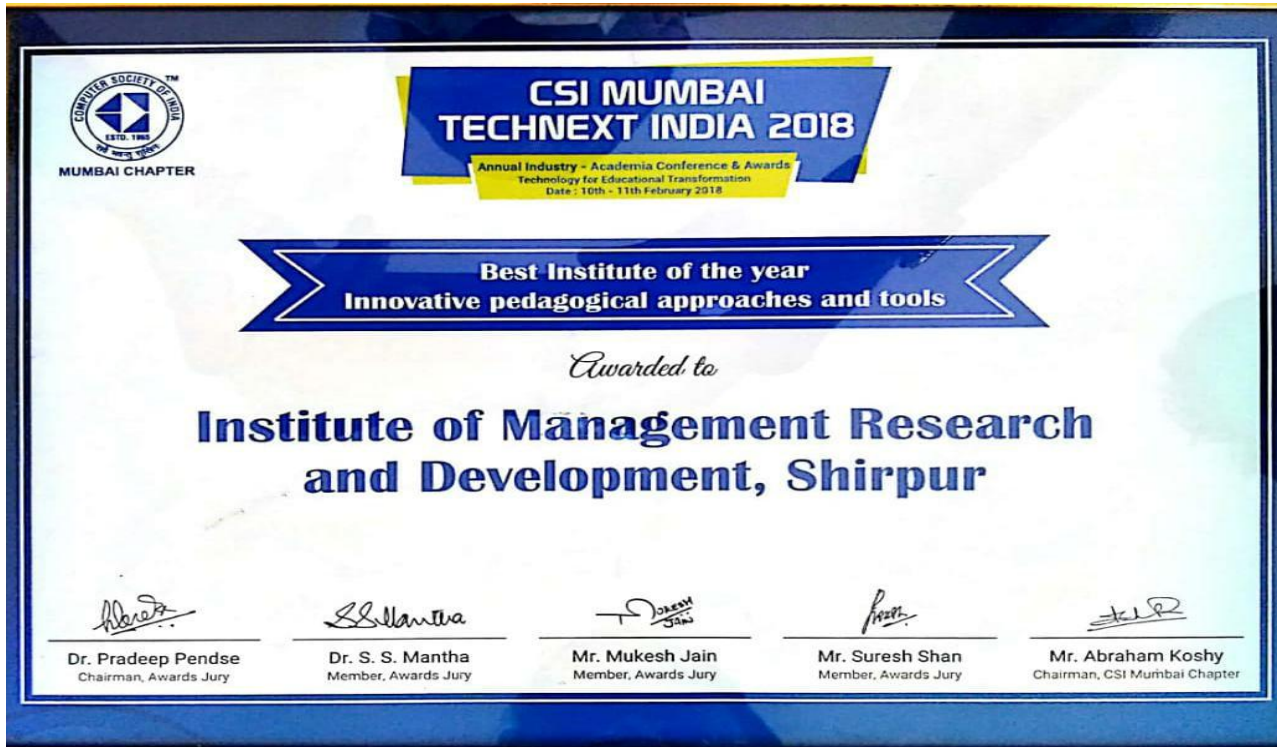 COMPUTER SOCIETY OF INDIA TM
ESTD. 1965
MUMBAI CHAPTER
CSI MUMBAI
TECHNEXT INDIA 2018
Annual Industry - Academia Conference & Awards
Technology for Educational Transformation
Date : 10th - 11th February 2018
Best Institute of the year
Innovative pedagogical approaches and tools
Awarded to
Institute of Management Research
and Development, Shirpur
MUKESH
JAIN
Dr. Pradeep Pendse
Chairman, Awards Jury
Dr. S. S. Mantha
Member, Awards Jury
Mr. Mukesh Jain
Member, Awards Jury
Mr. Suresh Shan
Member, Awards Jury
Mr. Abraham Koshy
Chairman, CSI Mumbai Chapter